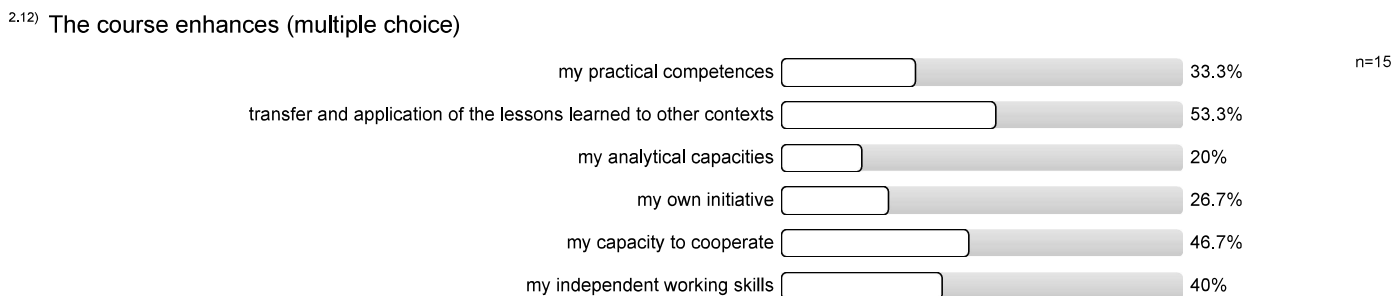 2.12) The course enhances (multiple choice)
n=15
my practical competences 33.3%
transfer and application of the lessons learned to other contexts 53.3%
my analytical capacities 20%
my own initiative 26.7%
my capacity to cooperate 46.7%
my independent working skills 40%